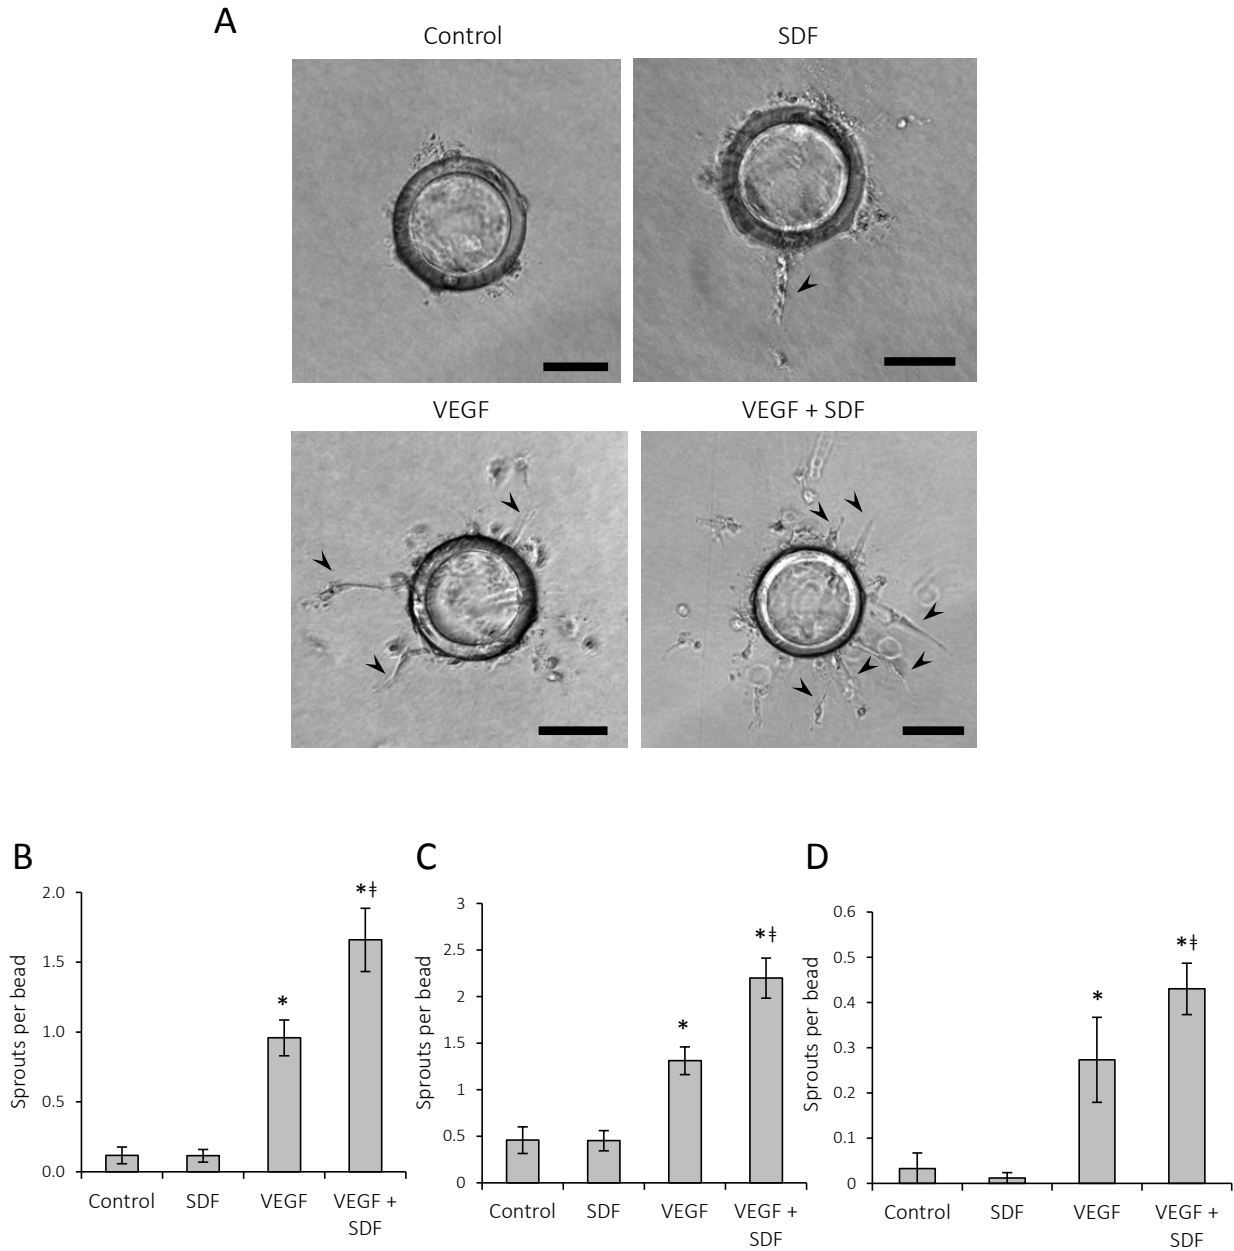 A
Control
SDF
VEGF
VEGF + SDF
B
Sprouts per bead
2.0
1.5
1.0
0.5
0.0
*
*‡
Control
SDF
VEGF
VEGF +
SDF
C
Sprouts per bead
3
2.5
2
1.5
1
0.5
0
*
*‡
Control
SDF
VEGF
VEGF +
SDF
D
Sprouts per bead
0.6
0.5
0.4
0.3
0.2
0.1
0
*
*‡
Control
SDF
VEGF
VEGF +
SDF